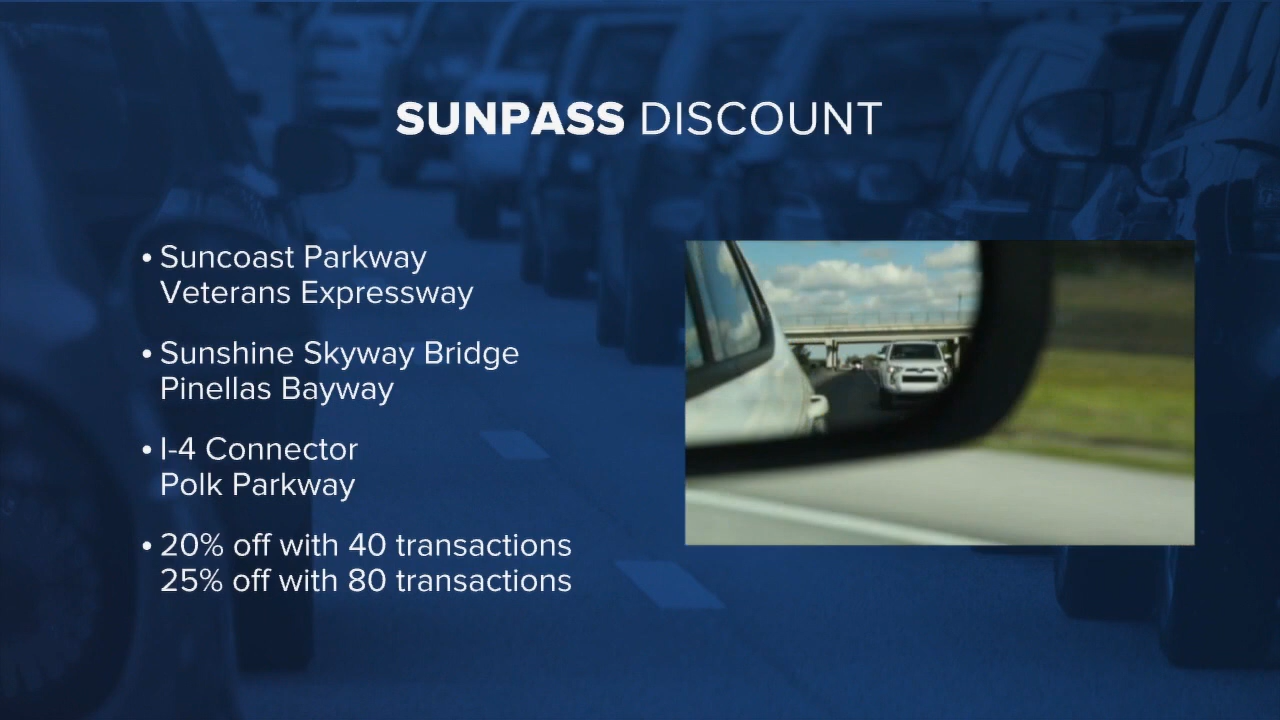 SUNPASS DISCOUNT
• Suncoast Parkway
Veterans Expressway
• Sunshine Skyway Bridge
Pinellas Bayway
• I-4 Connector
Polk Parkway
• 20% off with 40 transactions
25% off with 80 transactions